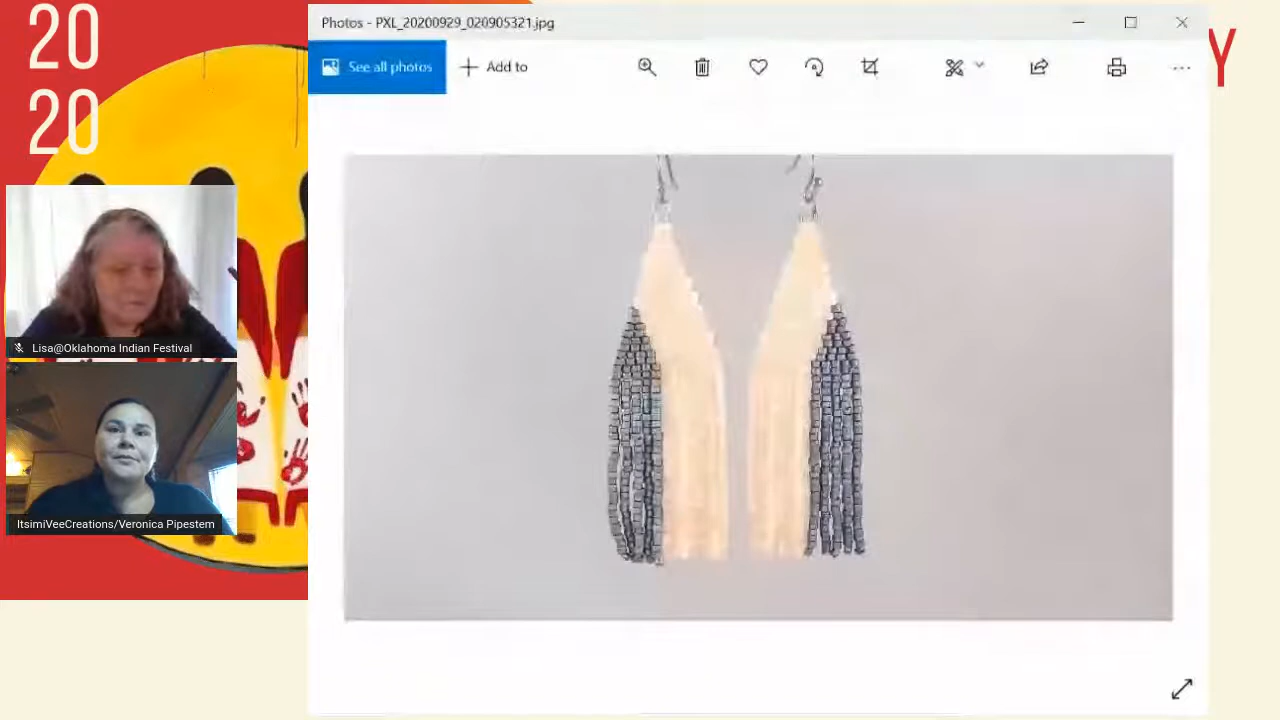 20
20
Photos - PXL_20200929_020905321.jpg
See all photos
Add to
Y
Lisa@Oklahoma Indian Festival
ItsimiVeeCreations/Veronica Pipestem